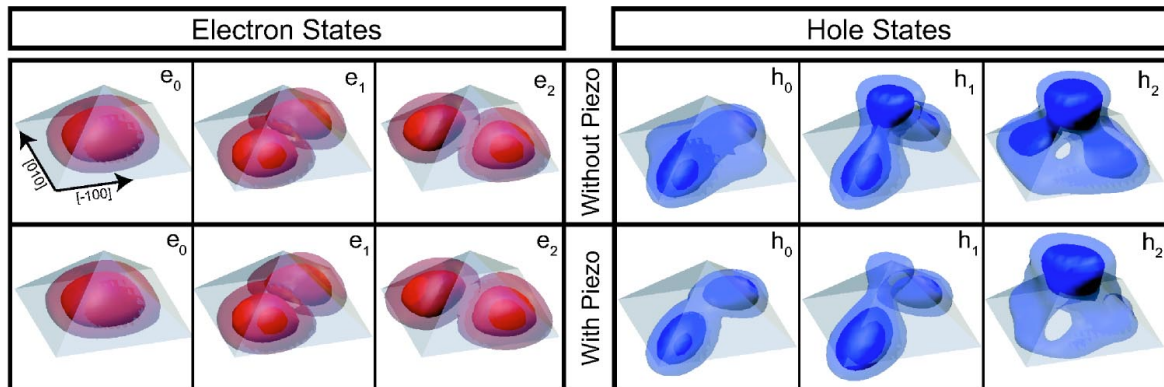 Electron States
Hole States
e0
e1
e2
Without Piezo
h0
h1
h2
[010]
[-100]
e0
e1
e2
With Piezo
h0
h1
h2